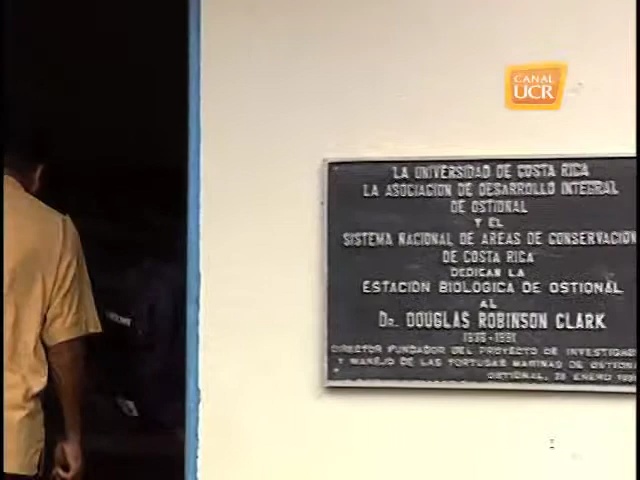 CANAL
UCR
LA UNIVERSIDAD DE COSTA RICA
LA ASOCIACION DE DESARROLLO INTEGRAL
DE OSTIONAL
Y EL
SISTEMA NACIONAL DE AREAS DE CONSERVACION
DE COSTA RICA
DEDICAN LA
ESTACION BIOLOGICA DE OSTIONAL
AL
DR. DOUGLAS ROBINSON CLARK
DIRECTOR FUNDADOR DEL PROYECTO DE
Y MANEJO DE LAS TORTUGAS MARINAS DE
OSTIONAL, 28 ENERO